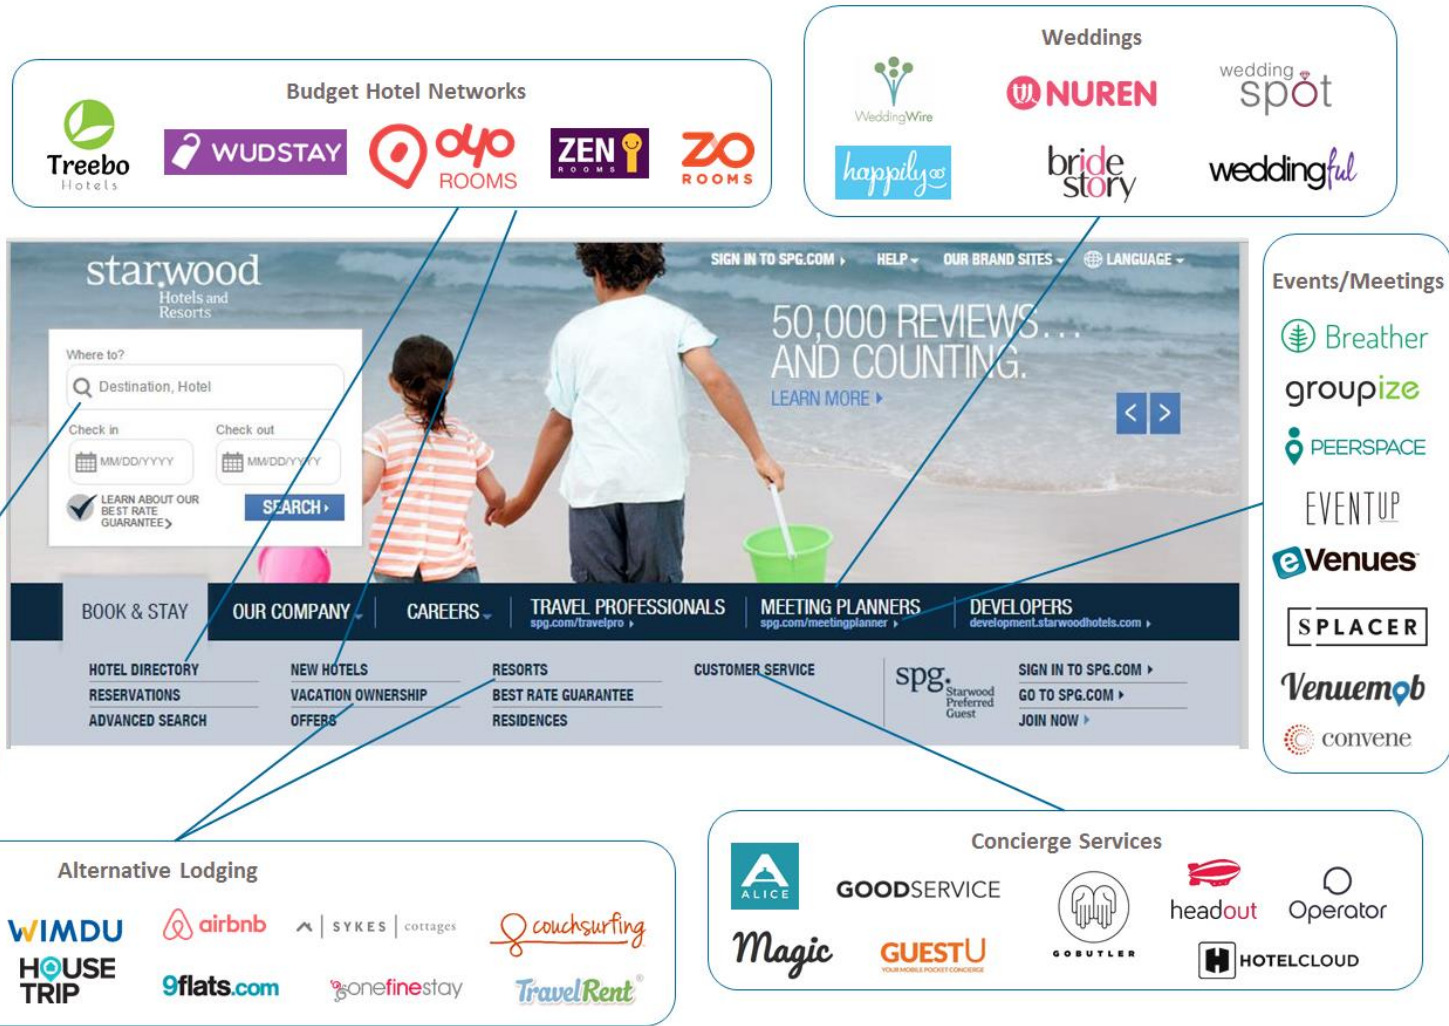 Budget Hotel Networks
Treebo
Hotels
WUDSTAY
oyo
ROOMS
ZEN
ROOMS
ZO
ROOMS
Weddings
WeddingWire
NUREN
wedding
spot
happily
bride
story
weddingful
starwood
Hotels and
Resorts
SIGN IN TO SPG.COM
HELP
OUR BRAND SITES
LANGUAGE
Where to?
Destination, Hotel
Check in
Check out
MM/DD/YYYY
MM/DD/YYYY
LEARN ABOUT OUR
BEST RATE
GUARANTEE
SEARCH
50,000 REVIEWS...
AND COUNTING.
LEARN MORE
< >
BOOK & STAY
OUR COMPANY
CAREERS
TRAVEL PROFESSIONALS
spg.com/travelpro
MEETING PLANNERS
spg.com/meetingplanner
DEVELOPERS
development.starwoodhotels.com
HOTEL DIRECTORY
RESERVATIONS
ADVANCED SEARCH
NEW HOTELS
VACATION OWNERSHIP
OFFERS
RESORTS
BEST RATE GUARANTEE
RESIDENCES
CUSTOMER SERVICE
spg.
Starwood
Preferred
Guest
SIGN IN TO SPG.COM
GO TO SPG.COM
JOIN NOW
Events/Meetings
Breather
groupize
PEERSPACE
EVENTUP
eVenues
SPLACER
Venuemob
convene
Alternative Lodging
WIMDU
airbnb
SYKES cottages
couchsurfing
HOUSE
TRIP
9flats.com
onefinestay
TravelRent
Concierge Services
ALICE
GOODSERVICE
GOBUTLER
headout
Operator
Magic
GUESTU
YOUR MOBILE POCKET CONCIERGE
H HOTELCLOUD